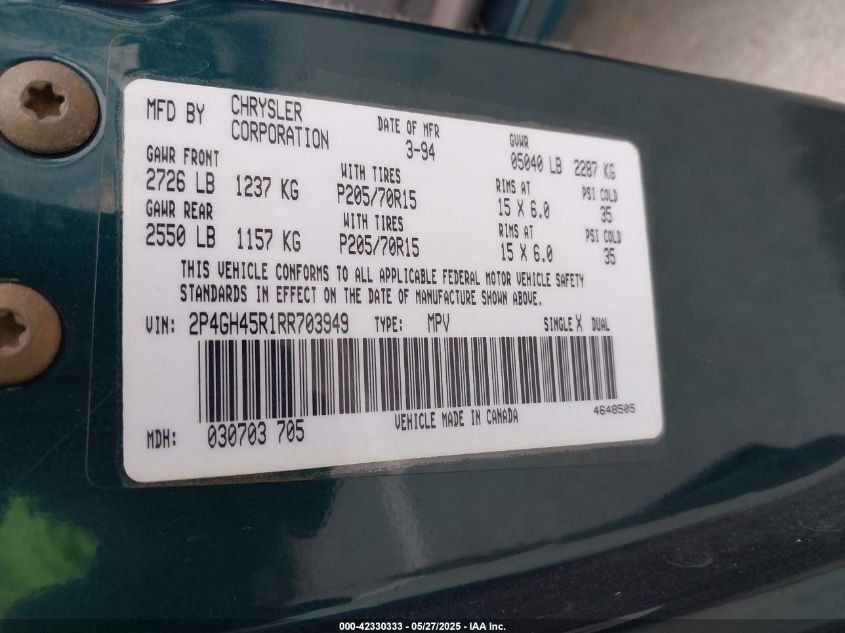 MFD BY CHRYSLER CORPORATION DATE OF MFR 3-94 GVWR 05040 LB 2287 KG
GAWR FRONT WITH TIRES RIMS AT PSI COLD
2726 LB 1237 KG P205/70R15 15 X 6.0 35
GAWR REAR WITH TIRES RIMS AT PSI COLD
2550 LB 1157 KG P205/70R15 15 X 6.0 35
THIS VEHICLE CONFORMS TO ALL APPLICABLE FEDERAL MOTOR VEHICLE SAFETY
STANDARDS IN EFFECT ON THE DATE OF MANUFACTURE SHOWN ABOVE.
VIN: 2P4GH45R1RR703949 TYPE: MPV SINGLE X DUAL
MDH: 030703 705 VEHICLE MADE IN CANADA 4648505
000-42330333 — 05/27/2025 — IAA Inc.